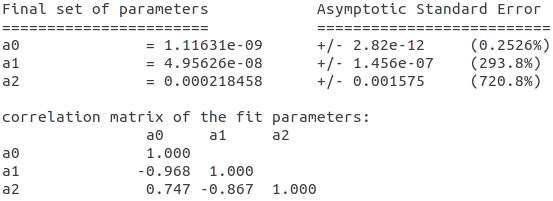 Final set of parameters            Asymptotic Standard Error
=======================            ==========================
a0              = 1.11631e-09      +/- 2.82e-12     (0.2526%)
a1              = 4.95626e-08      +/- 1.456e-07    (293.8%)
a2              = 0.000218458      +/- 0.001575     (720.8%)
correlation matrix of the fit parameters:
                a0     a1     a2
a0              1.000
a1             -0.968  1.000
a2              0.747 -0.867  1.000